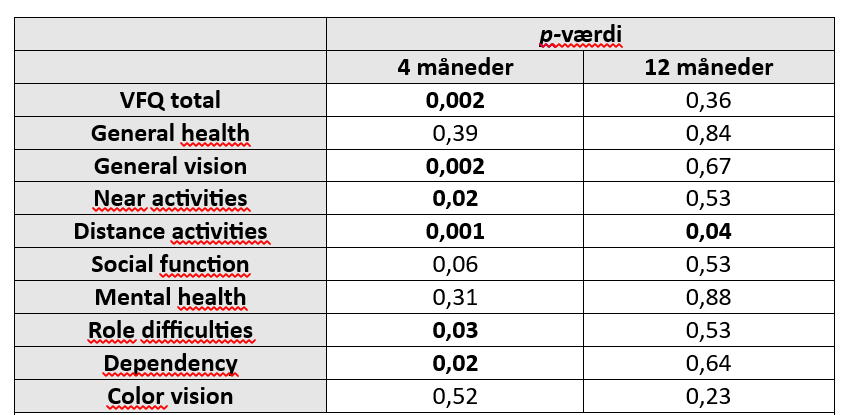 p-værdi
4 måneder 12 måneder
VFQ total 0,002 0,36
General health 0,39 0,84
General vision 0,002 0,67
Near activities 0,02 0,53
Distance activities 0,001 0,04
Social function 0,06 0,53
Mental health 0,31 0,88
Role difficulties 0,03 0,53
Dependency 0,02 0,64
Color vision 0,52 0,23